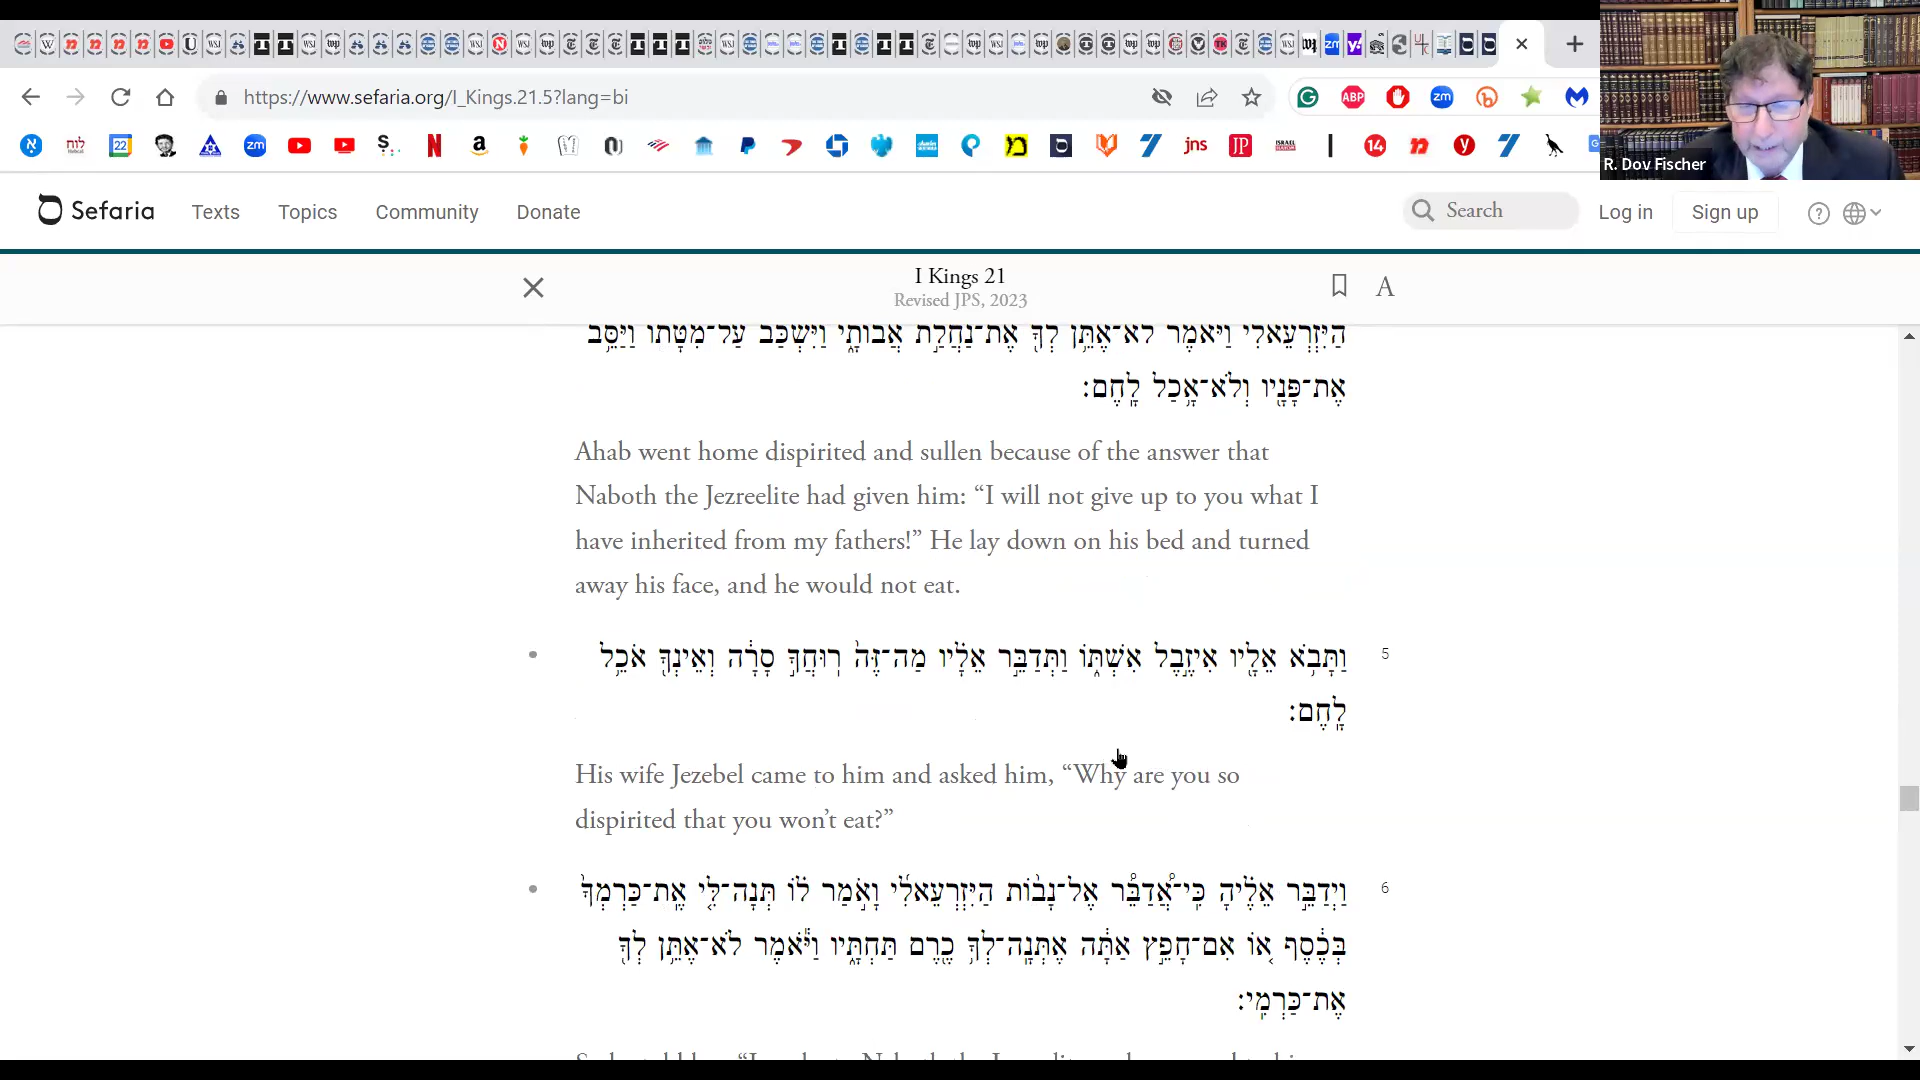 https://www.sefaria.org/I_Kings.21.5?lang=bi
R. Dov Fischer
Sefaria Texts Topics Community Donate Search Log in Sign up
I Kings 21
Revised JPS, 2023
הַיִּזְרְעֵאלִי וַיֹּאמֶר לֹא־אֶתֵּ֥ן לְךָ֖ אֶת־נַחֲלַ֣ת אֲבוֹתָ֑י וַיִּשְׁכַּב֙ עַל־מִטָּתוֹ וַיַּסֵּ֥ב
אֶת־פָּנָ֖יו וְלֹא־אָ֥כַל לָֽחֶם׃
Ahab went home dispirited and sullen because of the answer that
Naboth the Jezreelite had given him: “I will not give up to you what I
have inherited from my fathers!” He lay down on his bed and turned
away his face, and he would not eat.
5
וַתָּבֹ֥א אֵלָ֖יו אִיזֶ֣בֶל אִשְׁתּ֑וֹ וַתְּדַבֵּ֣ר אֵלָ֗יו מַה־זֶּה֙ רוּחֲךָ֣ סָרָ֔ה וְאֵינְךָ֖ אֹכֵ֥ל
לָֽחֶם׃
His wife Jezebel came to him and asked him, “Why are you so
dispirited that you won’t eat?”
6
וַיְדַבֵּ֣ר אֵלֶ֗יהָ כִּֽי־אֲ֠דַבֵּ֠ר אֶל־נָב֨וֹת הַיִּזְרְעֵאלִ֜י וָאֹ֣מַר ל֗וֹ תְּנָה־לִּ֤י אֶֽת־כַּרְמְךָ֙
בְּכֶ֔סֶף א֚וֹ אִם־חָפֵ֣ץ אַתָּ֔ה אֶתְּנָה־לְךָ֥ כֶ֖רֶם תַּחְתָּ֑יו וַיֹּ֕אמֶר לֹֽא־אֶתֵּ֥ן לְךָ֖
אֶת־כַּרְמִֽי׃